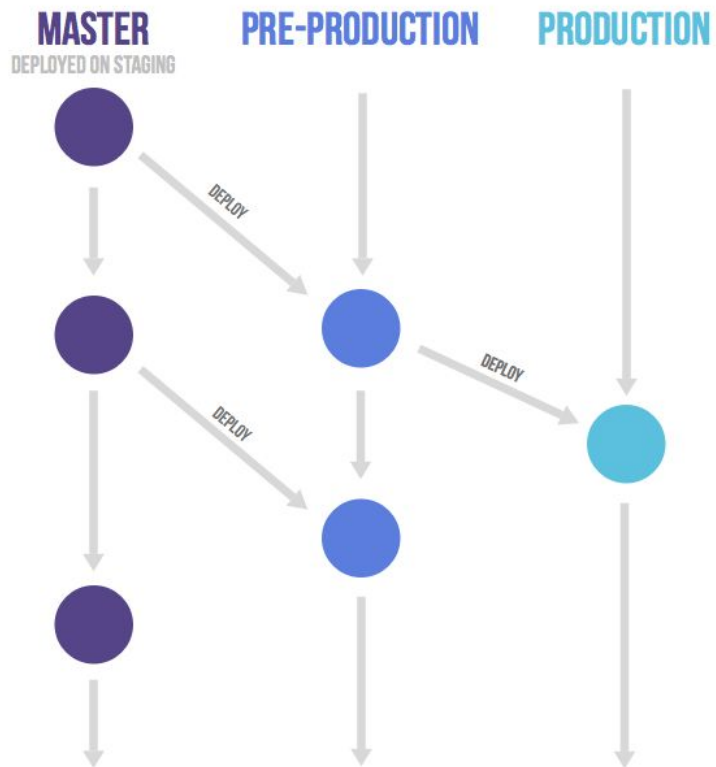 MASTER
DEPLOYED ON STAGING
PRE-PRODUCTION
PRODUCTION
DEPLOY
DEPLOY
DEPLOY